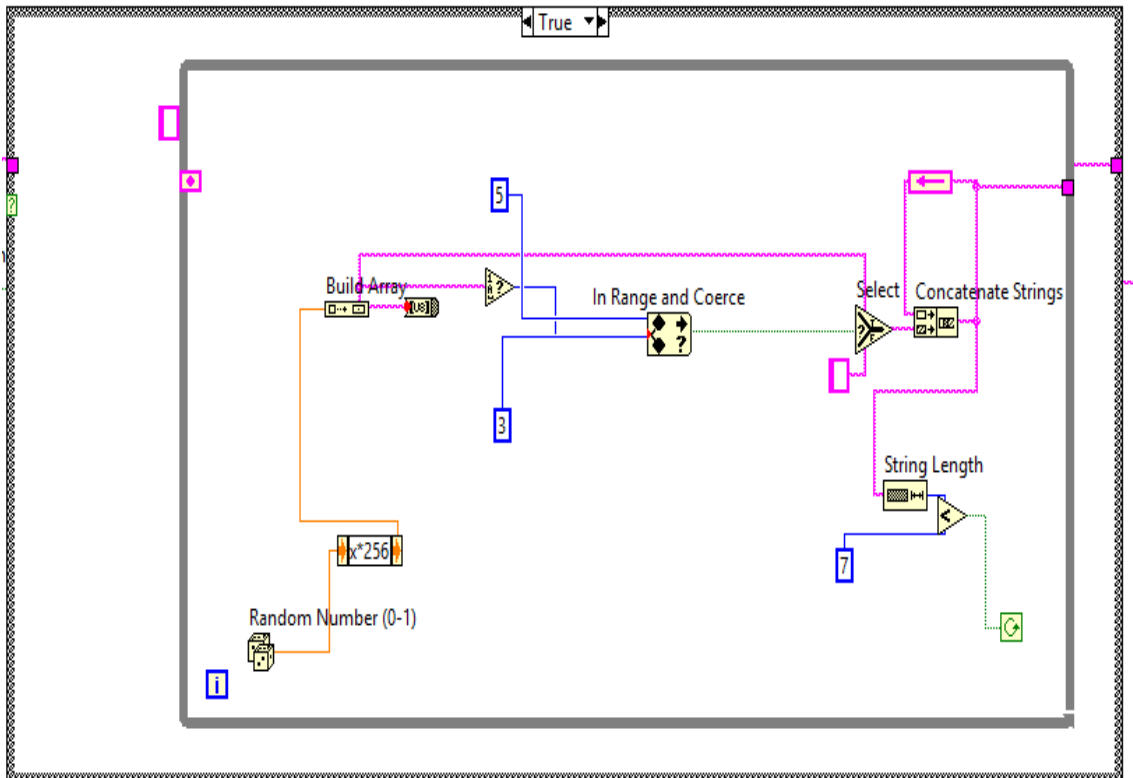 True
5
Build Array
[U8]
In Range and Coerce
Select
Concatenate Strings
3
String Length
x*256
7
Random Number (0-1)
i